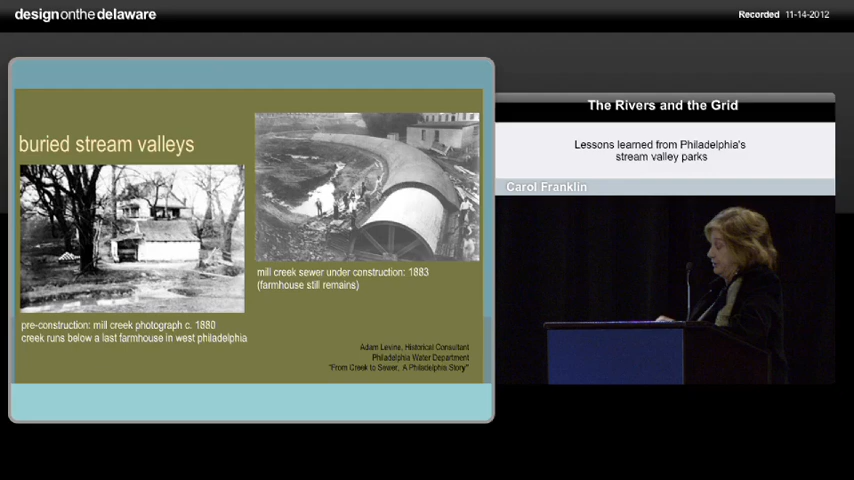 designonthedelaware
Recorded 11-14-2012
The Rivers and the Grid
Lessons learned from Philadelphia's
stream valley parks
Carol Franklin
buried stream valleys
mill creek sewer under construction: 1883
(farmhouse still remains)
pre-construction: mill creek photograph c. 1880
creek runs below a last farmhouse in west philadelphia
Adam Levine, Historical Consultant
Philadelphia Water Department
"From Creek to Sewer, A Philadelphia Story"